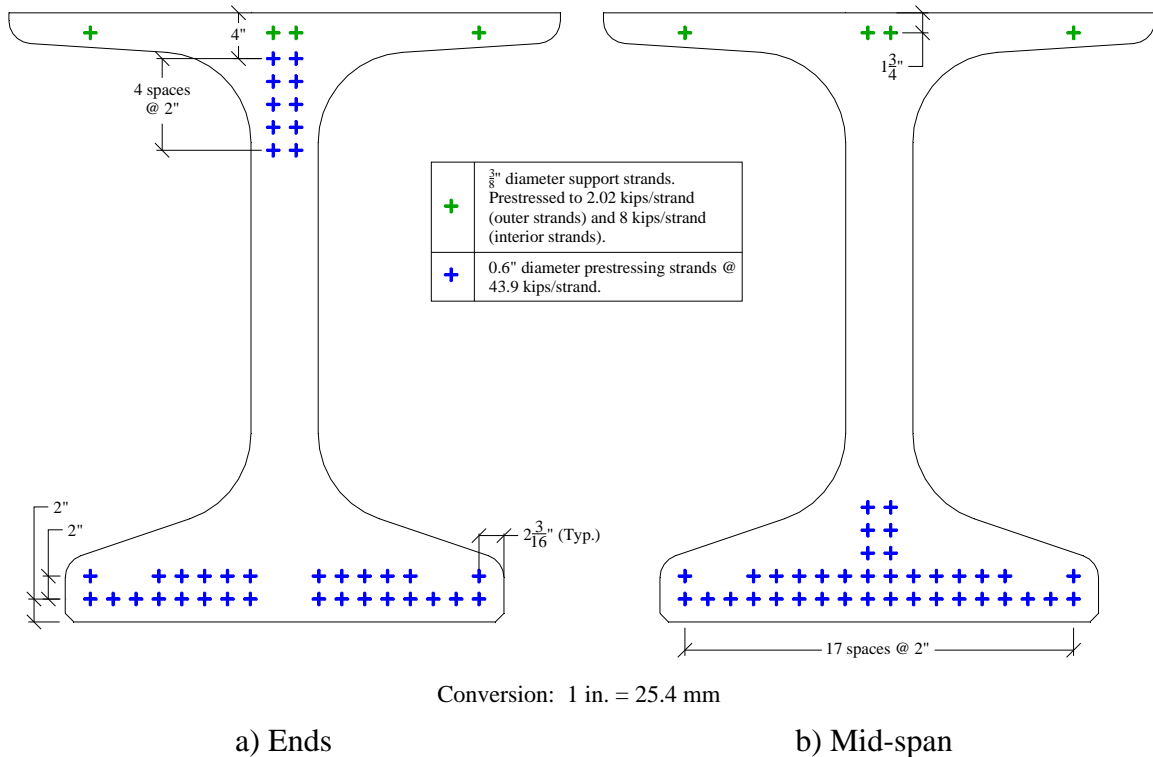 4"
4 spaces
@ 2"
1 3/4"
3/8" diameter support strands.
Prestressed to 2.02 kips/strand
(outer strands) and 8 kips/strand
(interior strands).
0.6" diameter prestressing strands @
43.9 kips/strand.
2"
2"
2 3/16" (Typ.)
17 spaces @ 2"
Conversion: 1 in. = 25.4 mm
a) Ends
b) Mid-span